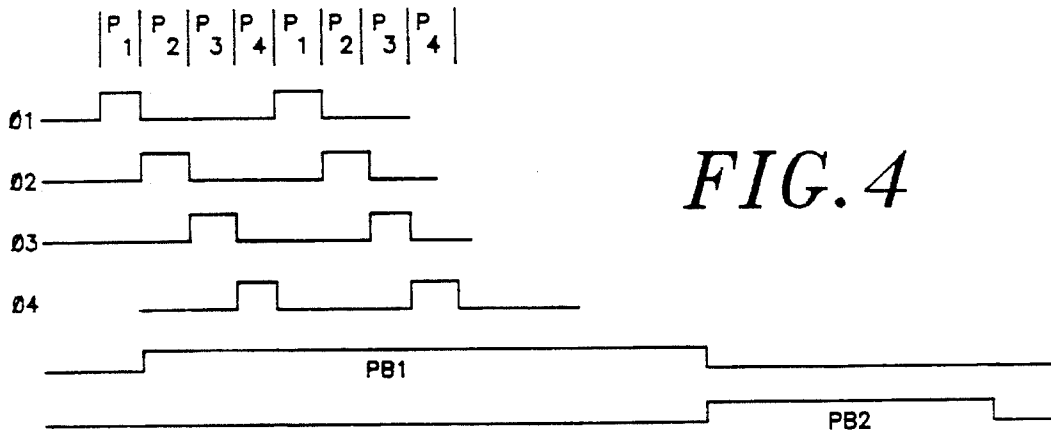 P1 P2 P3 P4 P1 P2 P3 P4
Ø1
Ø2
FIG. 4
Ø3
Ø4
PB1
PB2